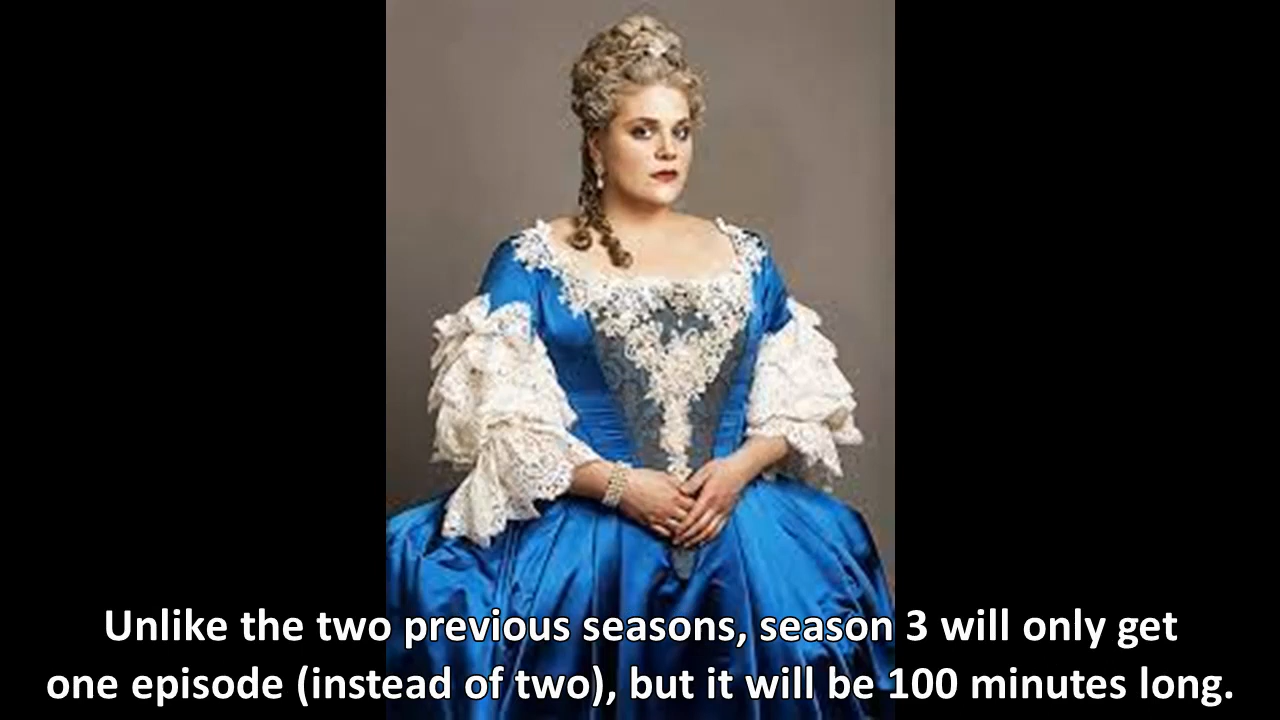 Unlike the two previous seasons, season 3 will only get
one episode (instead of two), but it will be 100 minutes long.